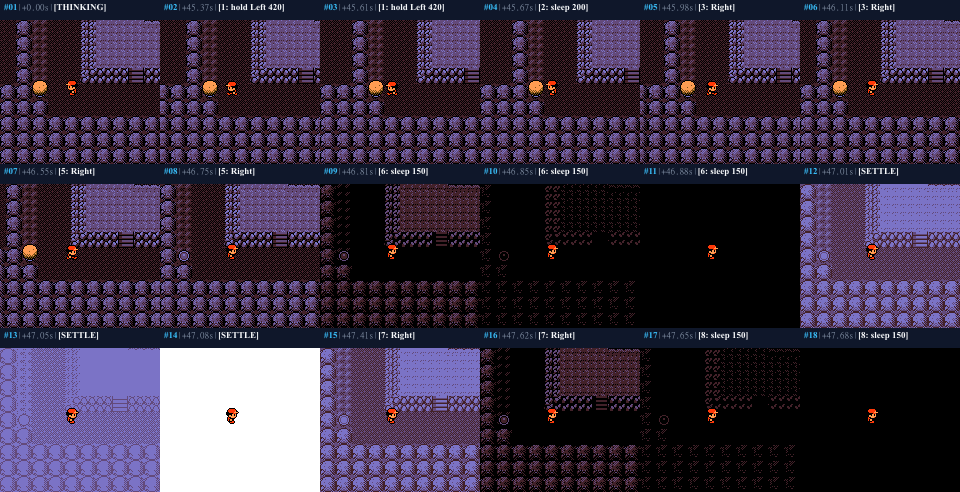 #01|+0.00s|[THINKING]
#02|+45.37s|[1: hold Left 420]
#03|+45.61s|[1: hold Left 420]
#04|+45.67s|[2: sleep 200]
#05|+45.98s|[3: Right]
#06|+46.11s|[3: Right]
#07|+46.55s|[5: Right]
#08|+46.75s|[5: Right]
#09|+46.81s|[6: sleep 150]
#10|+46.85s|[6: sleep 150]
#11|+46.88s|[6: sleep 150]
#12|+47.01s|[SETTLE]
#13|+47.05s|[SETTLE]
#14|+47.08s|[SETTLE]
#15|+47.41s|[7: Right]
#16|+47.62s|[7: Right]
#17|+47.65s|[8: sleep 150]
#18|+47.68s|[8: sleep 150]